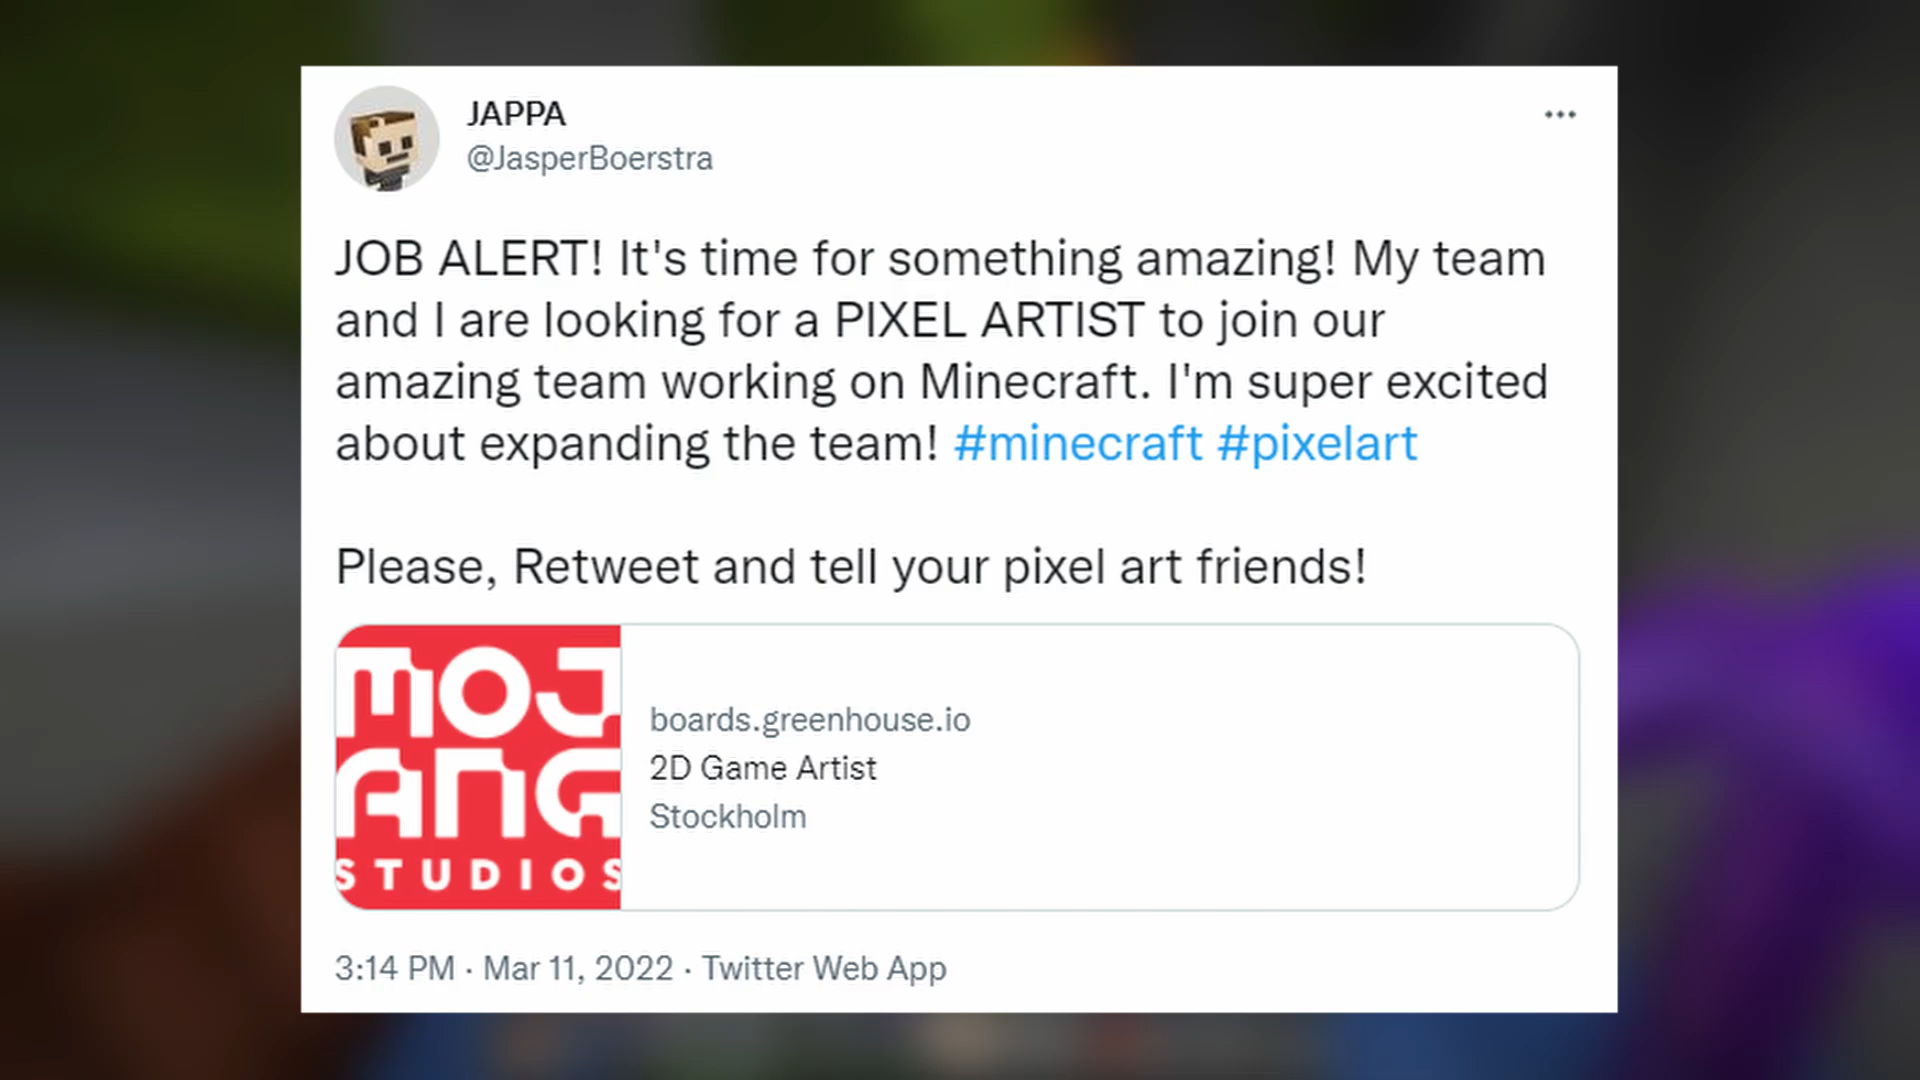 JAPPA
@JasperBoerstra
JOB ALERT! It's time for something amazing! My team
and I are looking for a PIXEL ARTIST to join our
amazing team working on Minecraft. I'm super excited
about expanding the team! #minecraft #pixelart
Please, Retweet and tell your pixel art friends!
MOJ
ANG
STUDIOS
boards.greenhouse.io
2D Game Artist
Stockholm
3:14 PM · Mar 11, 2022 · Twitter Web App